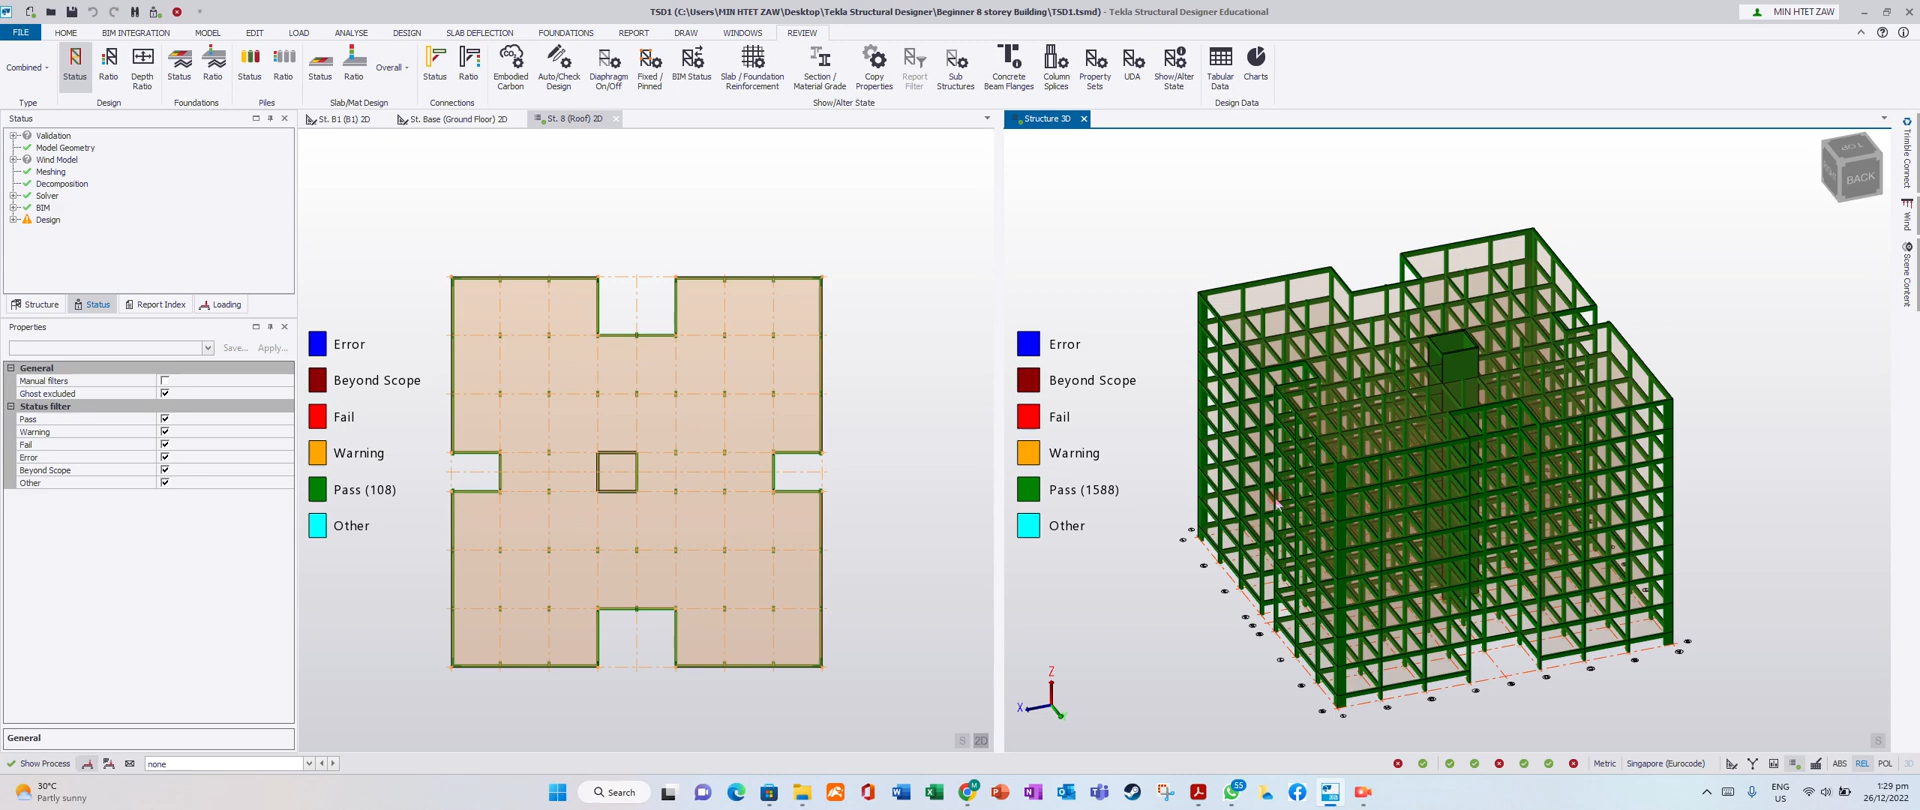 TSD1 (C:\Users\MIN HTET ZAW\Desktop\Tekla Structural Designer\Beginner 8 storey Building\TSD1.tsmd) - Tekla Structural Designer Educational
MIN HTET ZAW
FILE HOME BIM INTEGRATION MODEL EDIT LOAD ANALYSE DESIGN SLAB DEFLECTION FOUNDATIONS REPORT DRAW WINDOWS REVIEW
Combined
Status
Ratio
Depth Ratio
Status
Ratio
Status
Ratio
Status
Ratio
Overall
Status
Ratio
Embodied Carbon
Auto/Check Design
Diaphragm On/Off
Fixed / Pinned
BIM Status
Slab / Foundation Reinforcement
Section / Material Grade
Copy Properties
Report Filter
Sub Structures
Concrete Beam Flanges
Column Splices
Property Sets
UDA
Show/Alter State
Tabular Data
Charts
Type Design Foundations Piles Slab/Mat Design Connections Show/Alter State Design Data
Status
Validation
Model Geometry
Wind Model
Meshing
Decomposition
Solver
BIM
Design
Structure Status Report Index Loading
Properties
Save... Apply...
General
Manual filters
Ghost excluded
Status filter
Pass
Warning
Fail
Error
Beyond Scope
Other
General
St. B1 (B1) 2D St. Base (Ground Floor) 2D St. 8 (Roof) 2D
Error
Beyond Scope
Fail
Warning
Pass (108)
Other
S 2D
Structure 3D
Error
Beyond Scope
Fail
Warning
Pass (1588)
Other
TOP
BACK
Z
X
S
Trimble Connect
Wind
Scene Content
Show Process none
Metric Singapore (Eurocode) ABS REL POL 3D
30°C
Partly sunny
Search
55
ENG
US
1:29 pm
26/12/2022